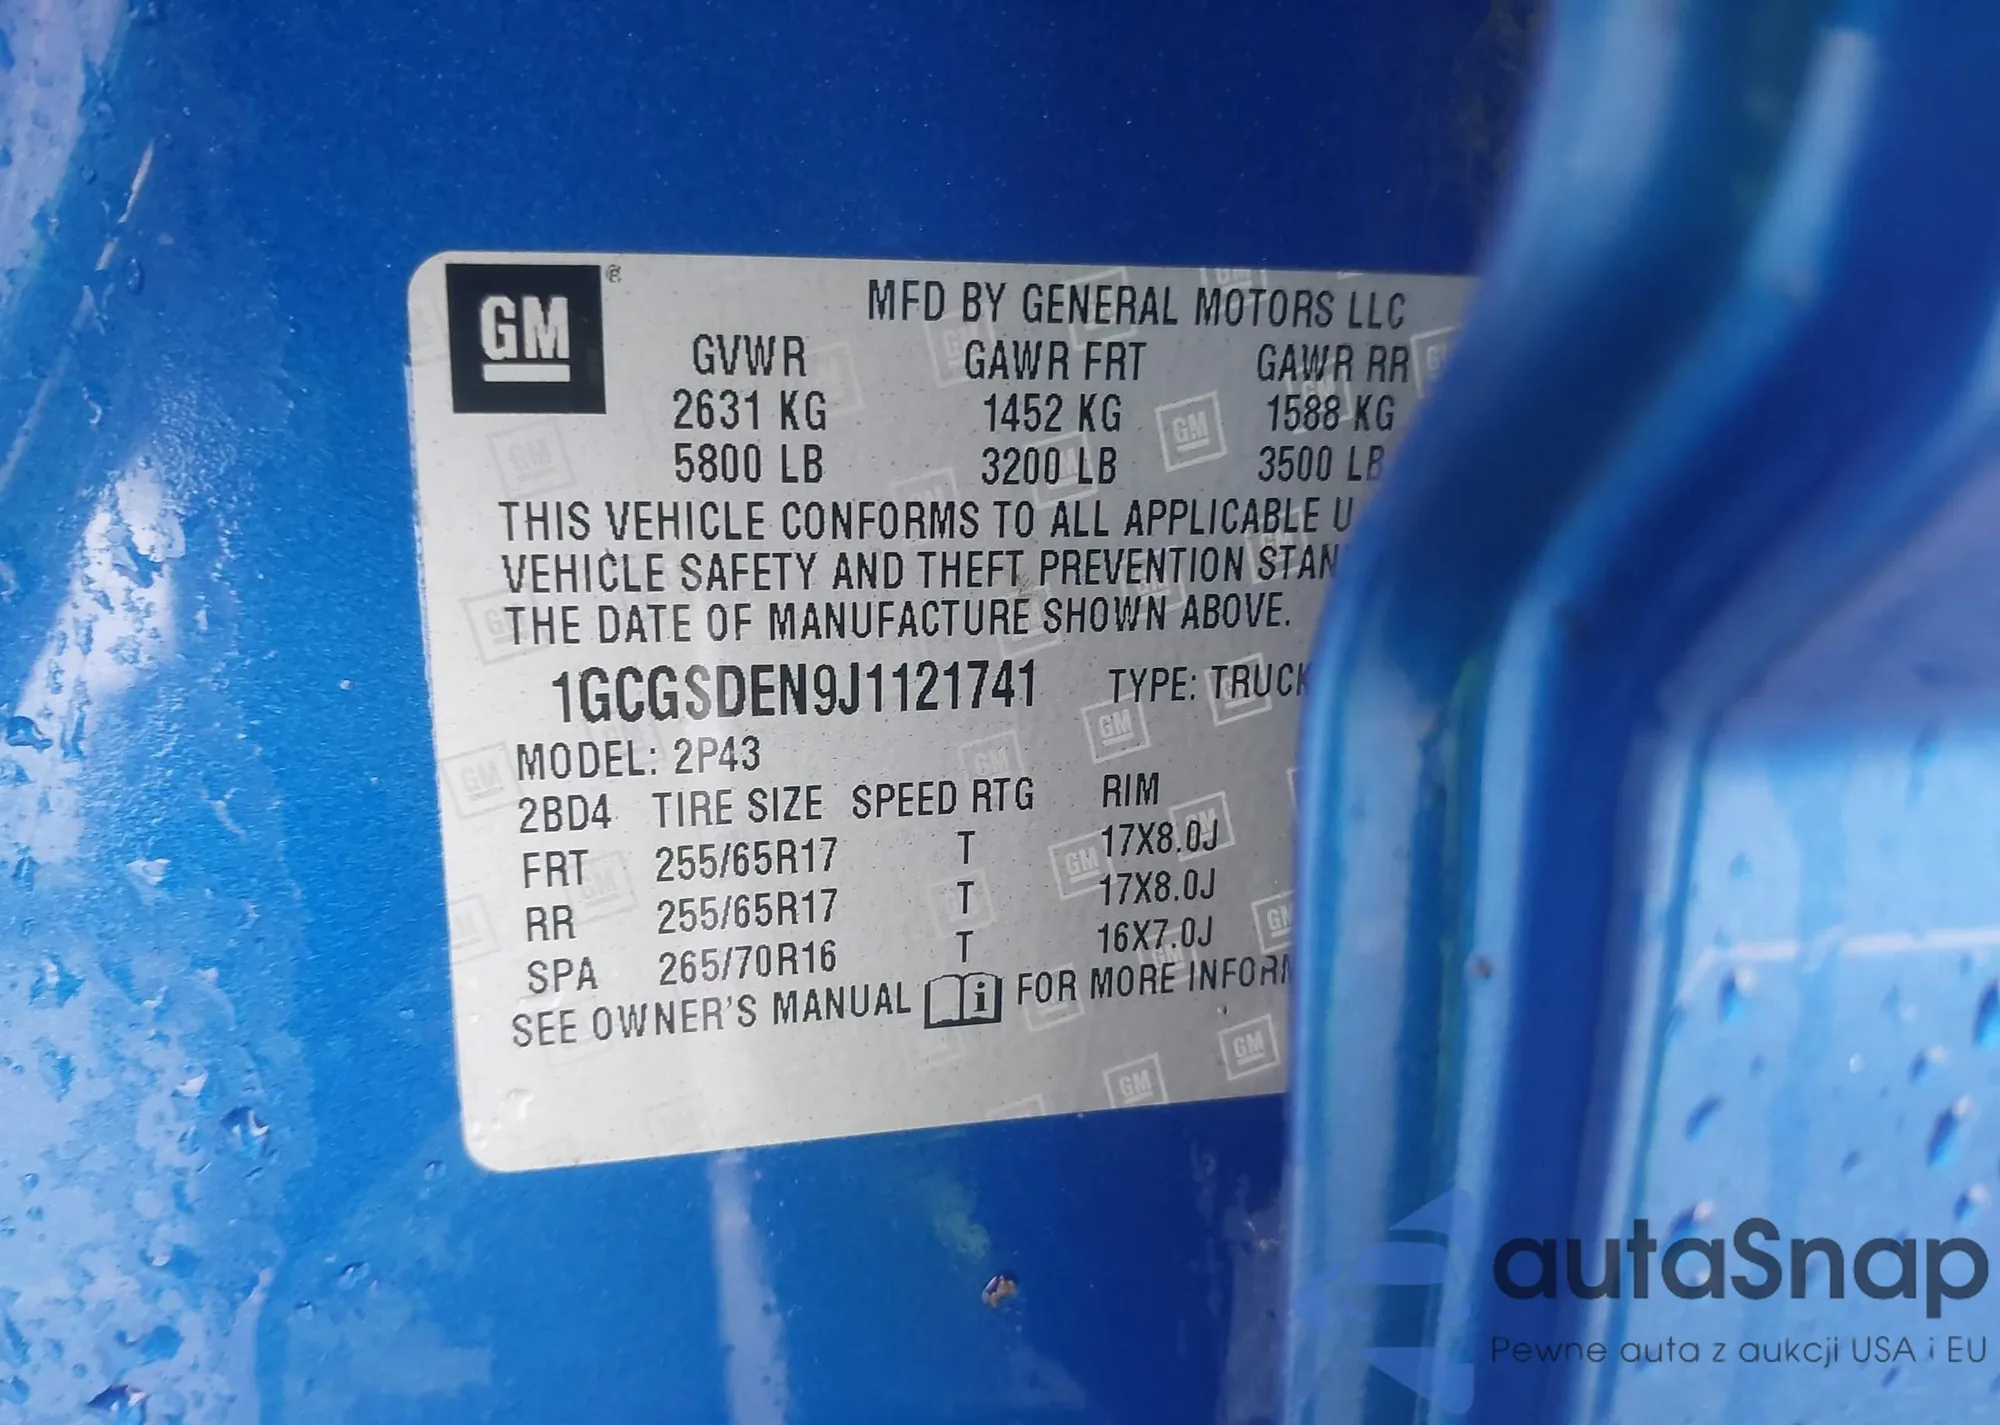 GM ®
MFD BY GENERAL MOTORS LLC
GVWR GAWR FRT GAWR RR
2631 KG 1452 KG 1588 KG
5800 LB 3200 LB 3500 LB
THIS VEHICLE CONFORMS TO ALL APPLICABLE U
VEHICLE SAFETY AND THEFT PREVENTION STAN
THE DATE OF MANUFACTURE SHOWN ABOVE.
1GCGSDEN9J1121741 TYPE: TRUCK
MODEL: 2P43
2BD4 TIRE SIZE SPEED RTG RIM
FRT 255/65R17 T 17X8.0J
RR 255/65R17 T 17X8.0J
SPA 265/70R16 T 16X7.0J
SEE OWNER'S MANUAL i FOR MORE INFORM
autaSnap
Pewne auta z aukcji USA i EU